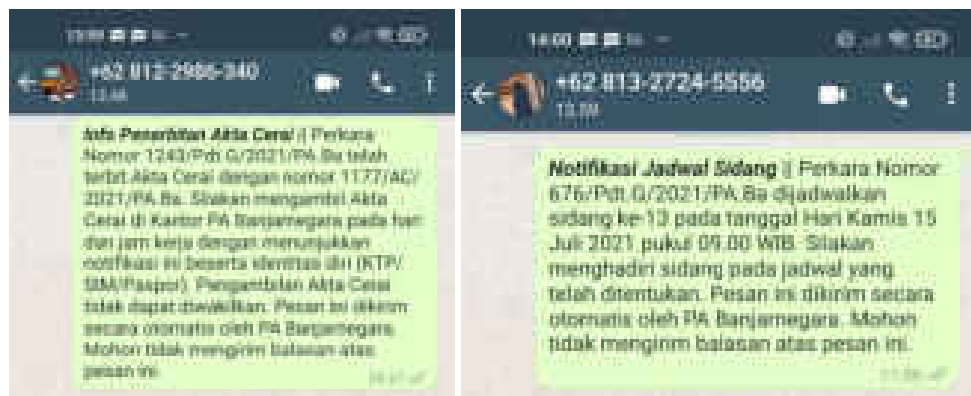 +62 812-2986-340
Info Penerbitan Akta Cerai || Perkara
Nomor 1243/Pdt.G/2021/PA.Ba telah
terbit Akta Cerai dengan nomor 1177/AC/
2021/PA.Ba. Silakan mengambil Akta
Cerai di Kantor PA Banjarnegara pada hari
dan jam kerja dengan menunjukkan
notifikasi ini beserta identitas diri (KTP/
SIM/Paspor). Pengambilan Akta Cerai
tidak dapat diwakilkan. Pesan ini dikirim
secara otomatis oleh PA Banjarnegara.
Mohon tidak mengirim balasan atas
pesan ini.
14:00
+62 813-2724-5556
Notifikasi Jadwal Sidang || Perkara Nomor
676/Pdt.G/2021/PA.Ba dijadwalkan
sidang ke-13 pada tanggal Hari Kamis 15
Juli 2021 pukul 09.00 WIB. Silakan
menghadiri sidang pada jadwal yang
telah ditentukan. Pesan ini dikirim secara
otomatis oleh PA Banjarnegara. Mohon
tidak mengirim balasan atas pesan ini.